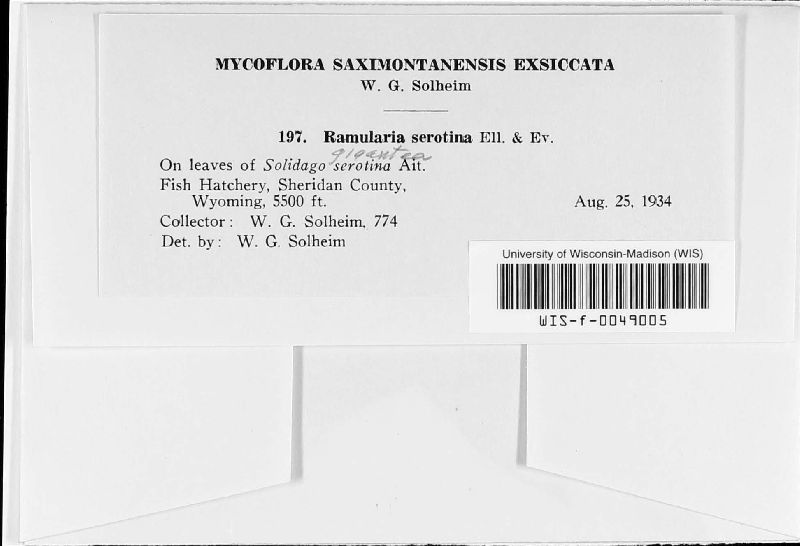 MYCOFLORA SAXIMONTANENSIS EXSICCATA
W. G. Solheim
197. Ramularia serotina Ell. & Ev.
gigantea
On leaves of Solidago serotina Ait.
Fish Hatchery, Sheridan County,
Wyoming, 5500 ft.
Aug. 25, 1934
Collector: W. G. Solheim, 774
Det. by: W. G. Solheim
University of Wisconsin-Madison (WIS)
WIS-f-0049005